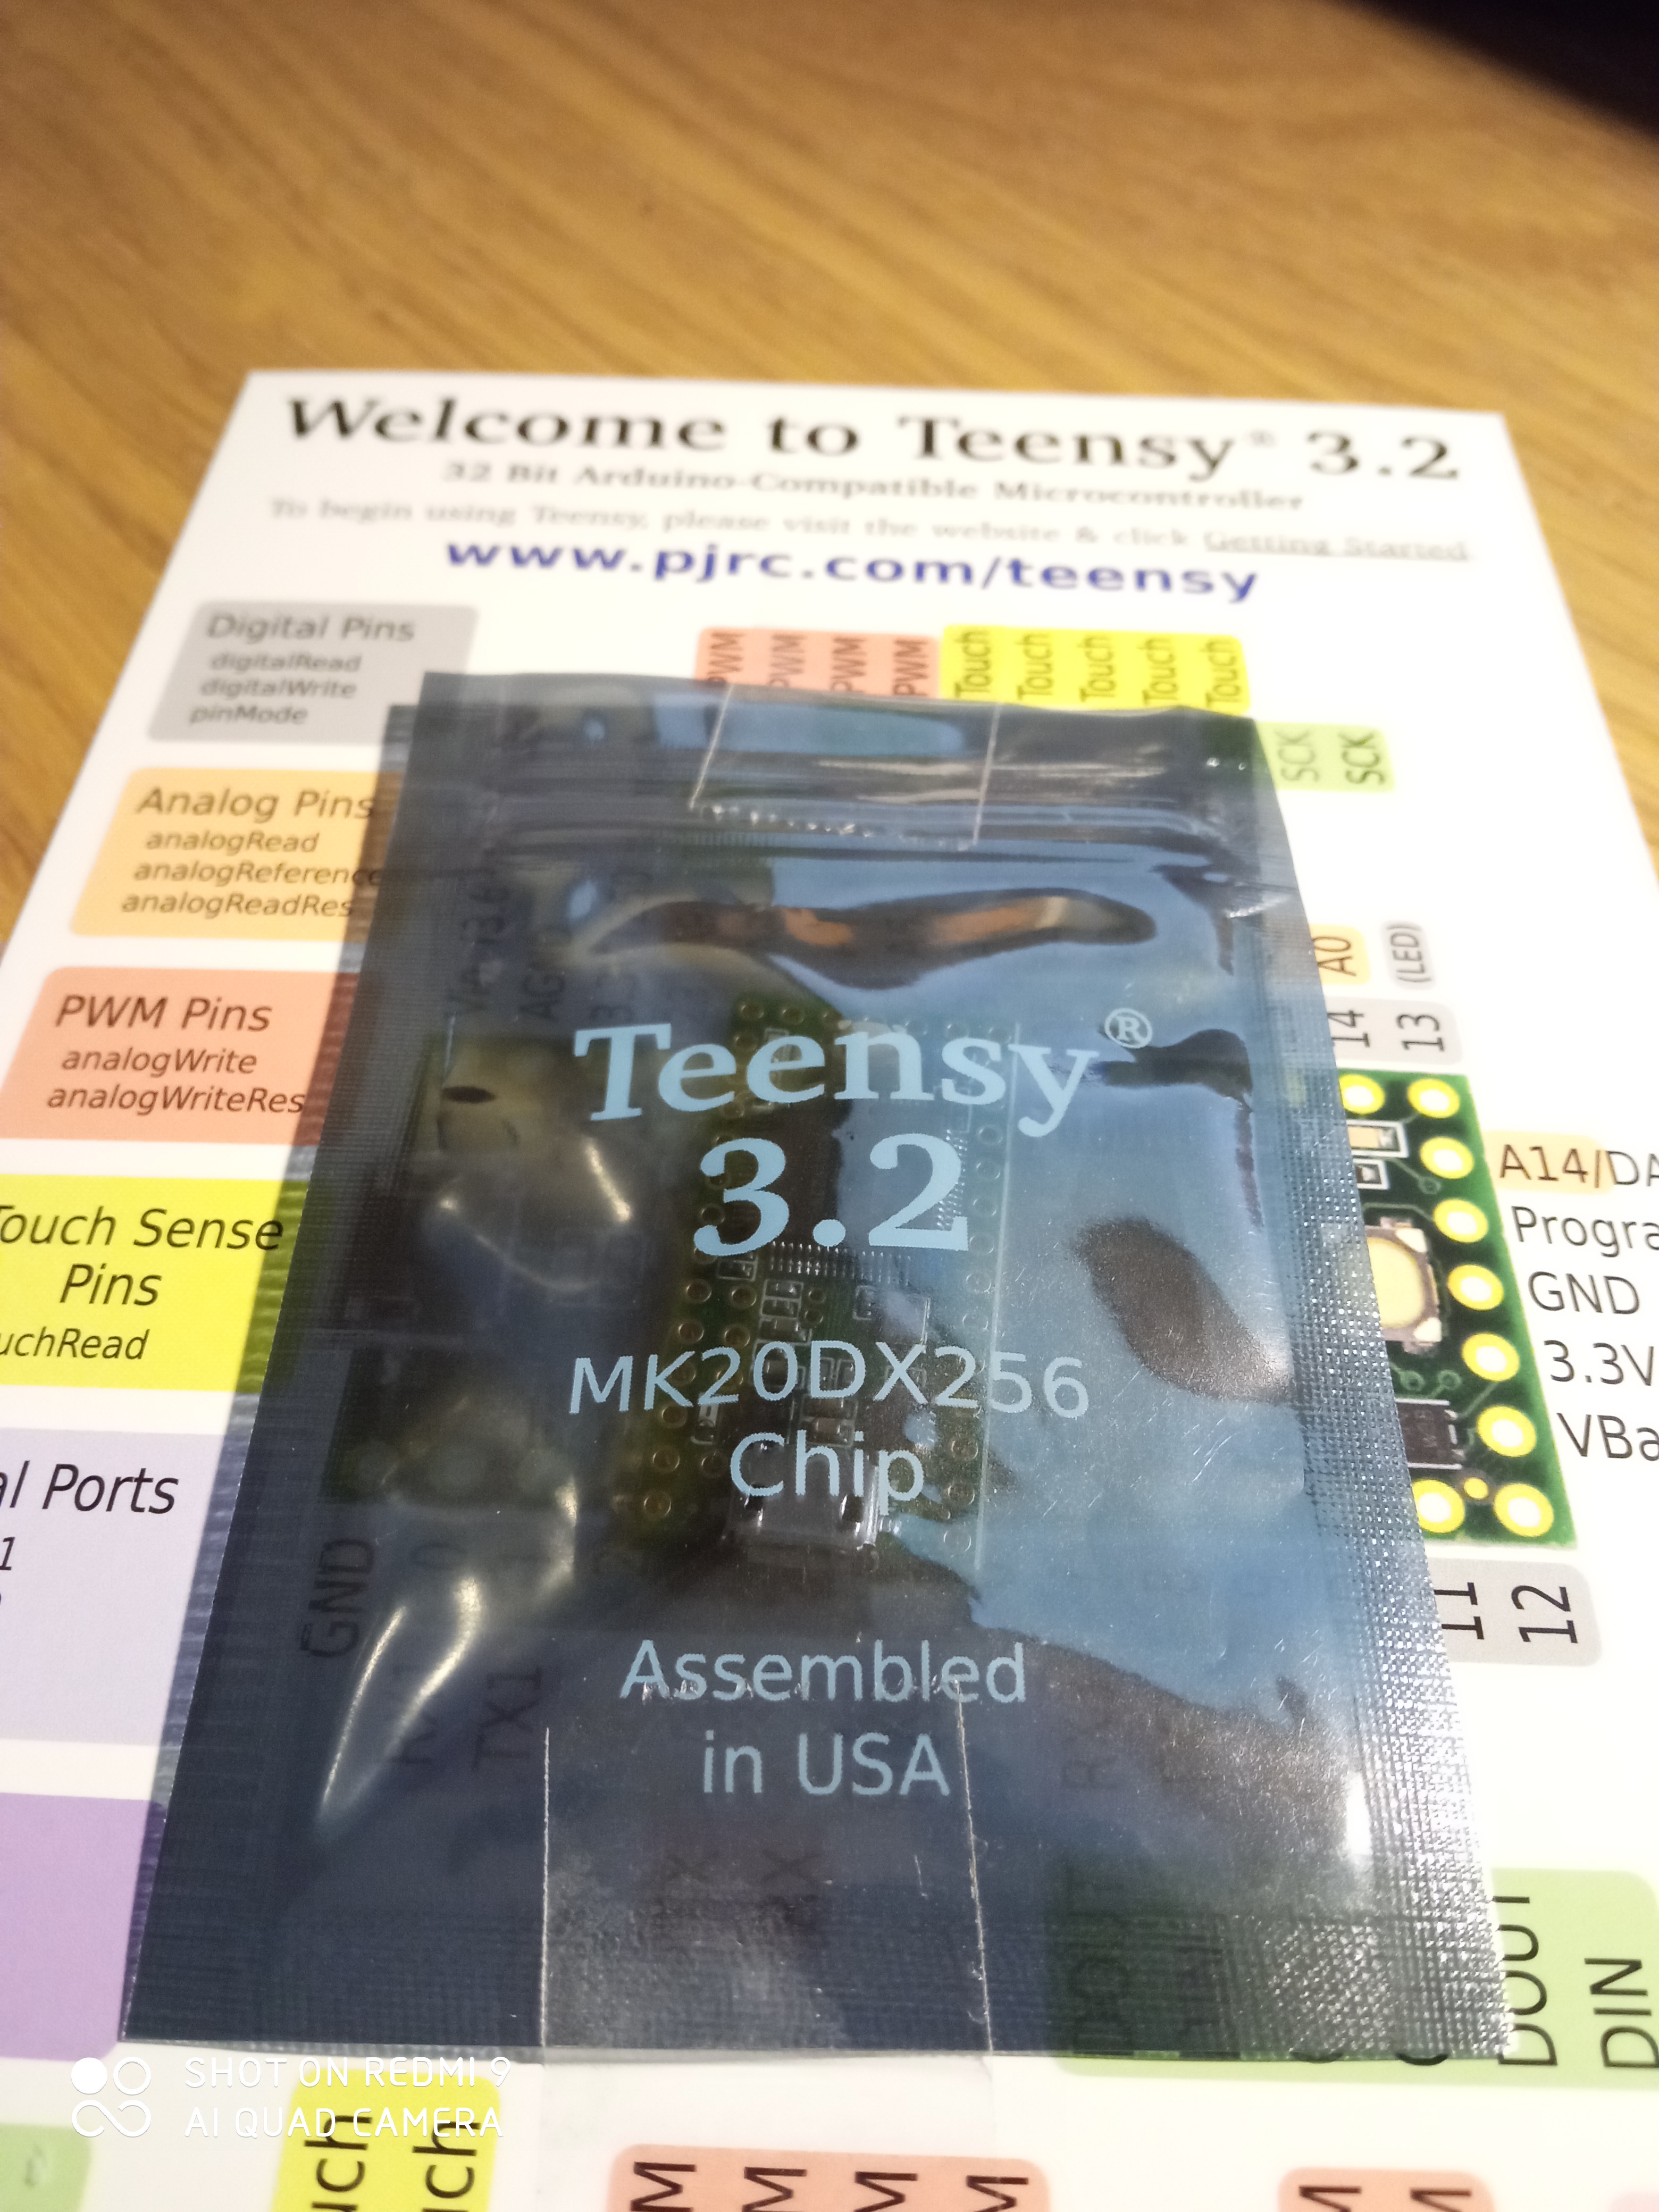 Welcome to Teensy® 3.2
32 Bit Arduino-Compatible Microcontroller
To begin using Teensy, please visit the website & click Getting Started
www.pjrc.com/teensy
Digital Pins
digitalRead
digitalWrite
pinMode
PWM
PWM
PWM
PWM
Touch
Touch
Touch
Touch
Touch
SCK
SCK
Analog Pins
analogRead
analogReference
analogReadRes
A0
(LED)
14
13
PWM Pins
analogWrite
analogWriteRes
Teensy®
3.2
MK20DX256
Chip
Assembled
in USA
Touch Sense
Pins
uchRead
A14/DA
Progra
GND
3.3V
VBa
al Ports
1
GND
TX1
11
12
DOUT
DIN
uch
uch
M
M
M
M
M
M
SHOT ON REDMI 9
AI QUAD CAMERA